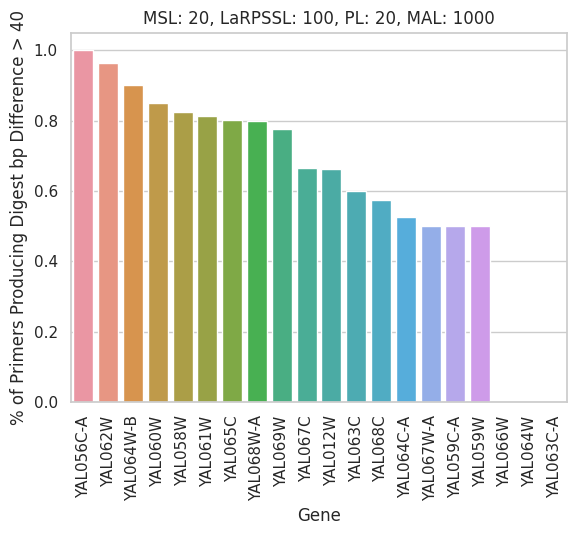 MSL: 20, LaRPSSL: 100, PL: 20, MAL: 1000
% of Primers Producing Digest bp Difference > 40
1.0
0.8
0.6
0.4
0.2
0.0
YAL056C-A
YAL062W
YAL064W-B
YAL060W
YAL058W
YAL061W
YAL065C
YAL068W-A
YAL069W
YAL067C
YAL012W
YAL063C
YAL068C
YAL064C-A
YAL067W-A
YAL059C-A
YAL059W
YAL066W
YAL064W
YAL063C-A
Gene